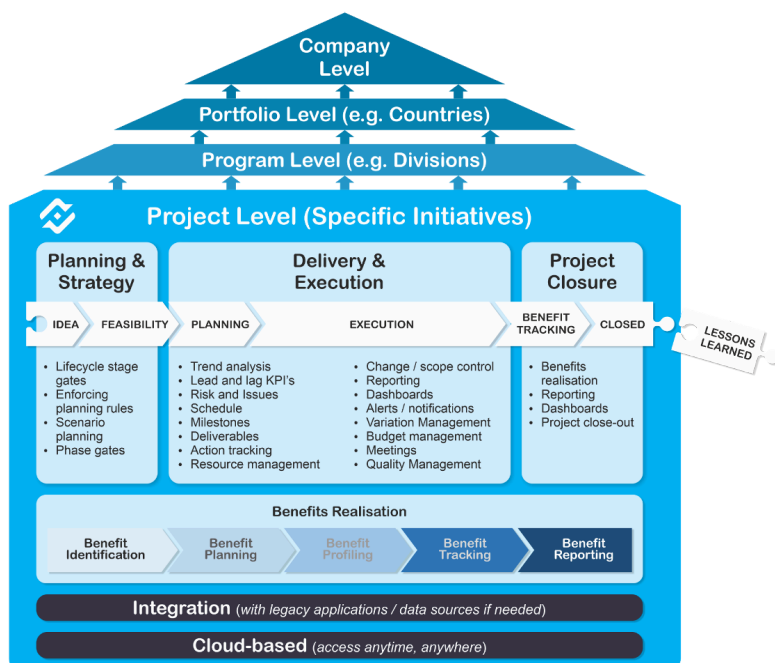 Company
Level
Portfolio Level (e.g. Countries)
Program Level (e.g. Divisions)
Project Level (Specific Initiatives)
Planning &
Strategy
Delivery &
Execution
Project
Closure
IDEA
FEASIBILITY
PLANNING
EXECUTION
BENEFIT
TRACKING
CLOSED
LESSONS
LEARNED
• Lifecycle stage
gates
• Enforcing
planning rules
• Scenario
planning
• Phase gates
• Trend analysis
• Lead and lag KPI's
• Risk and Issues
• Schedule
• Milestones
• Deliverables
• Action tracking
• Resource management
• Change / scope control
• Reporting
• Dashboards
• Alerts / notifications
• Variation Management
• Budget management
• Meetings
• Quality Management
• Benefits
realisation
• Reporting
• Dashboards
• Project close-out
Benefits Realisation
Benefit
Identification
Benefit
Planning
Benefit
Profiling
Benefit
Tracking
Benefit
Reporting
Integration (with legacy applications / data sources if needed)
Cloud-based (access anytime, anywhere)